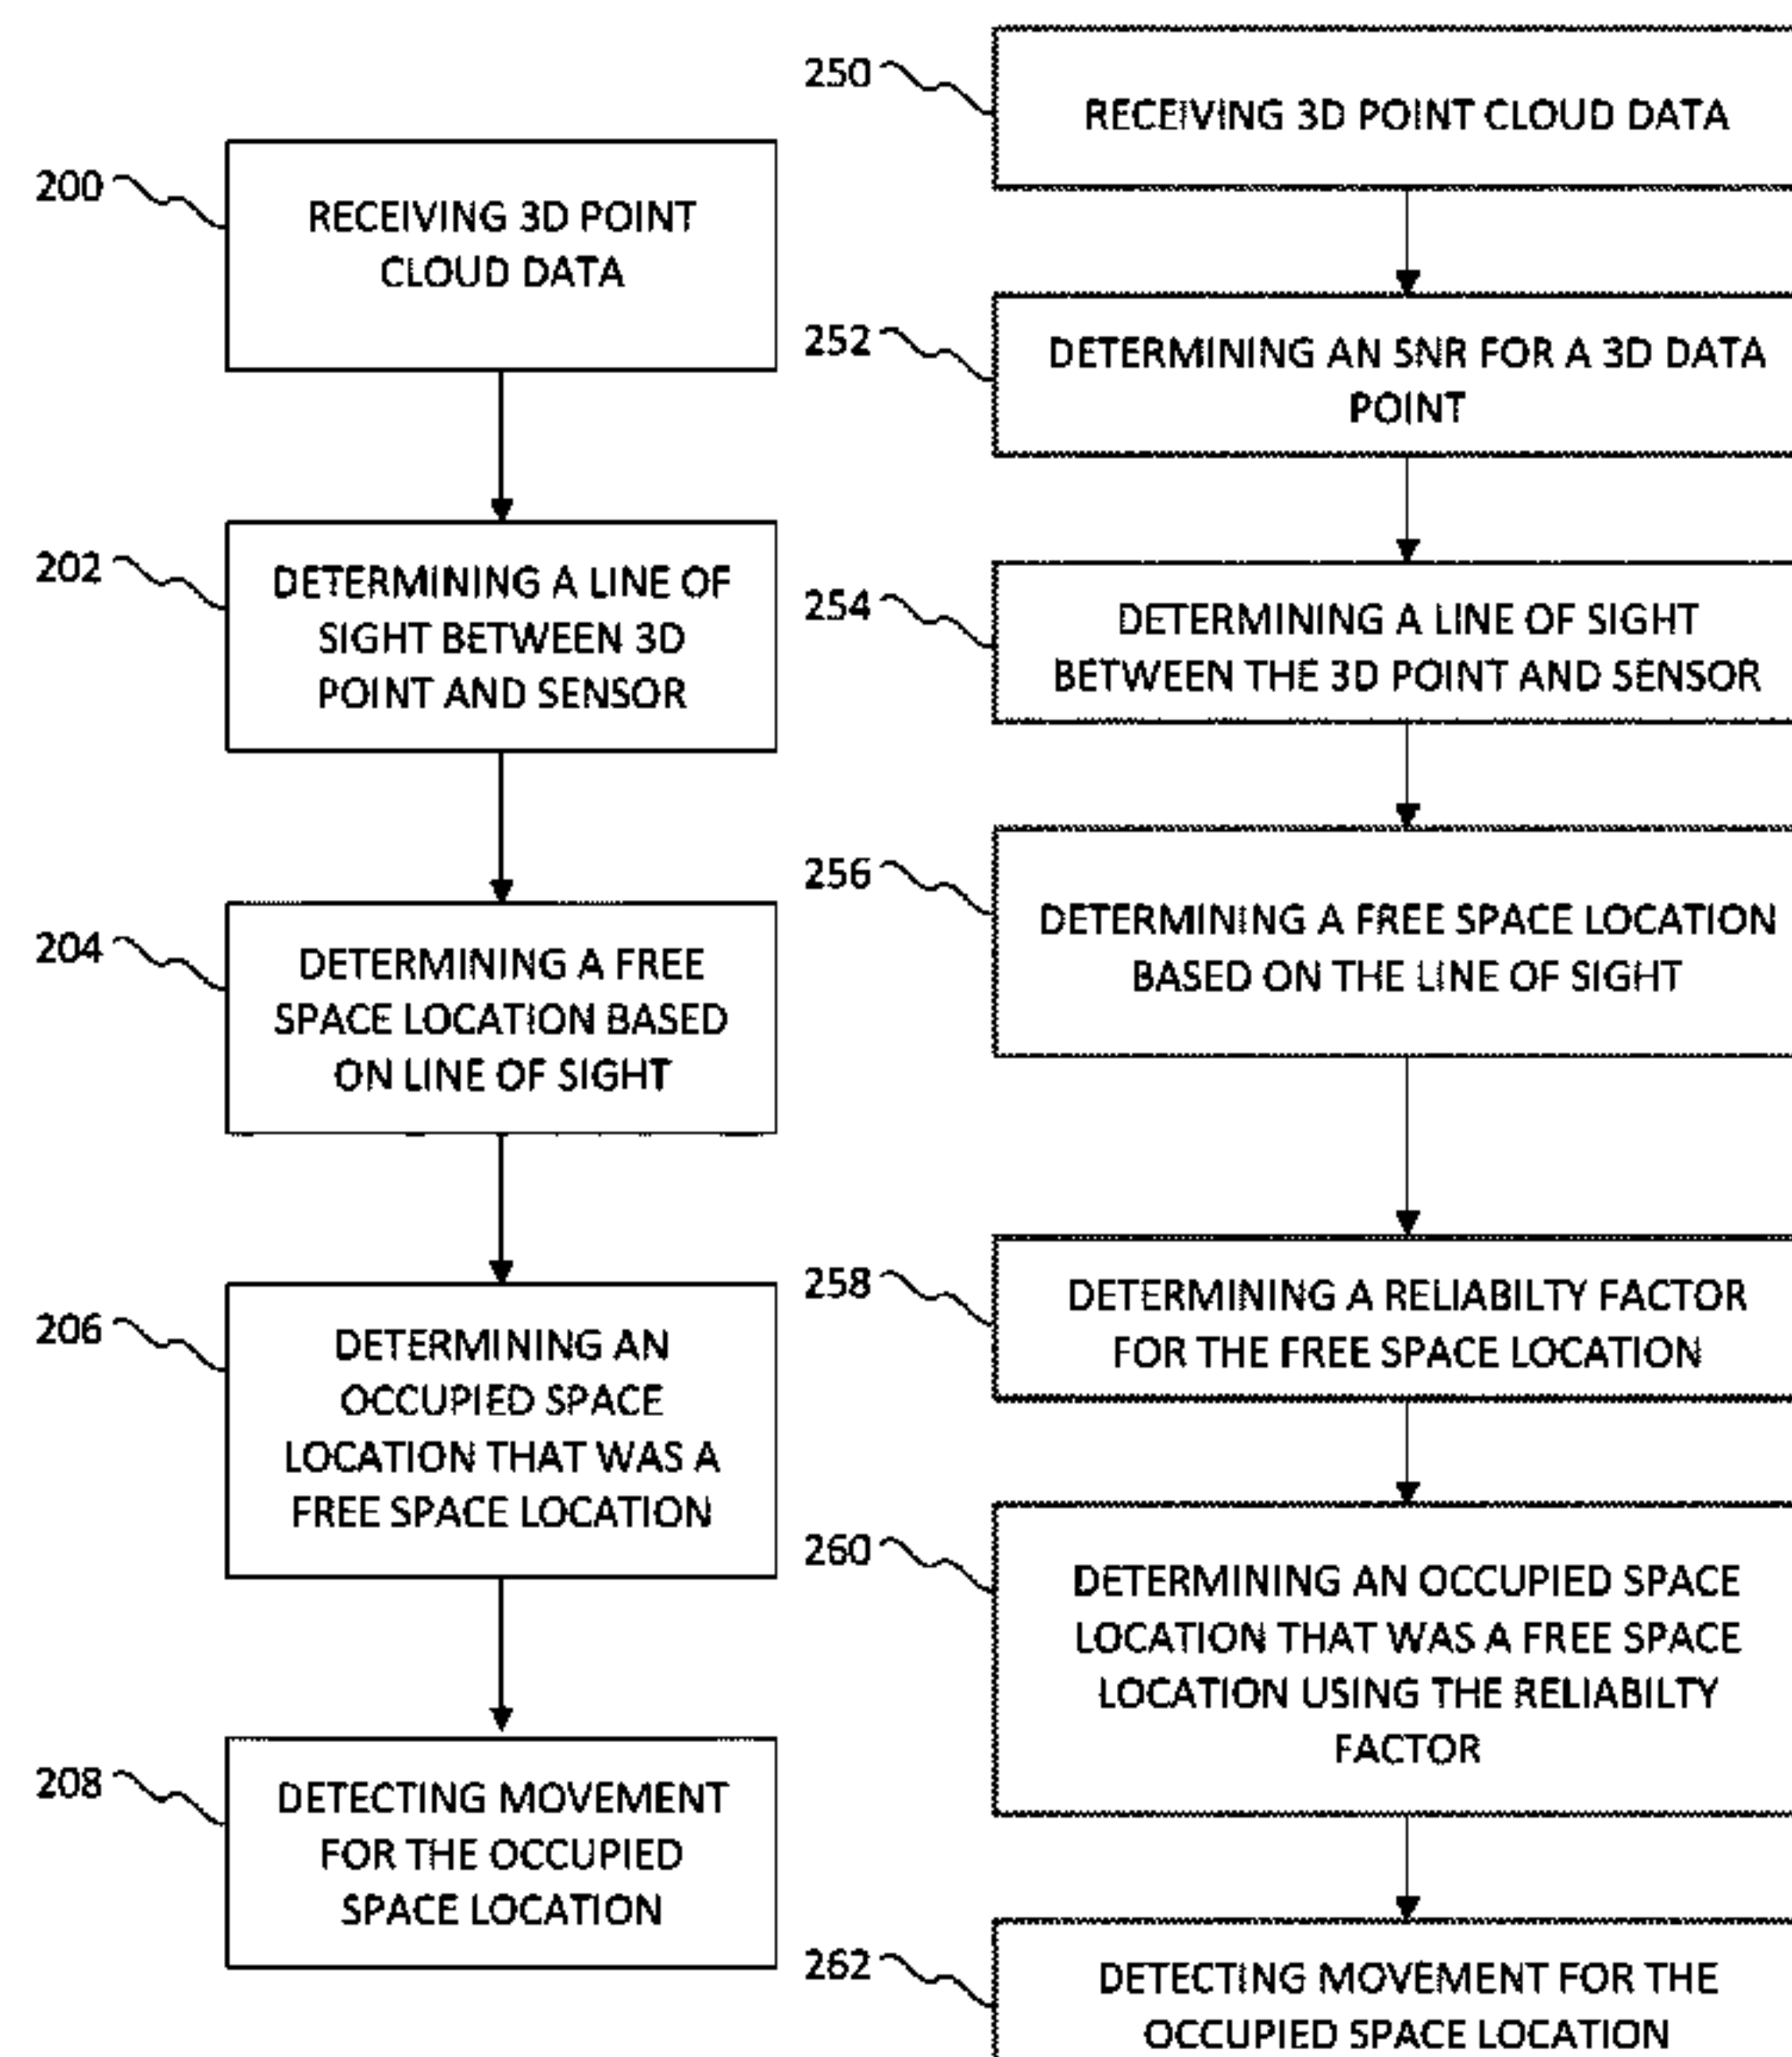 200
RECEIVING 3D POINT
CLOUD DATA
202
DETERMINING A LINE OF
SIGHT BETWEEN 3D
POINT AND SENSOR
204
DETERMINING A FREE
SPACE LOCATION BASED
ON LINE OF SIGHT
206
DETERMINING AN
OCCUPIED SPACE
LOCATION THAT WAS A
FREE SPACE LOCATION
208
DETECTING MOVEMENT
FOR THE OCCUPIED
SPACE LOCATION
250
RECEIVING 3D POINT CLOUD DATA
252
DETERMINING AN SNR FOR A 3D DATA
POINT
254
DETERMINING A LINE OF SIGHT
BETWEEN THE 3D POINT AND SENSOR
256
DETERMINING A FREE SPACE LOCATION
BASED ON THE LINE OF SIGHT
258
DETERMINING A RELIABILTY FACTOR
FOR THE FREE SPACE LOCATION
260
DETERMINING AN OCCUPIED SPACE
LOCATION THAT WAS A FREE SPACE
LOCATION USING THE RELIABILTY
FACTOR
262
DETECTING MOVEMENT FOR THE
OCCUPIED SPACE LOCATION